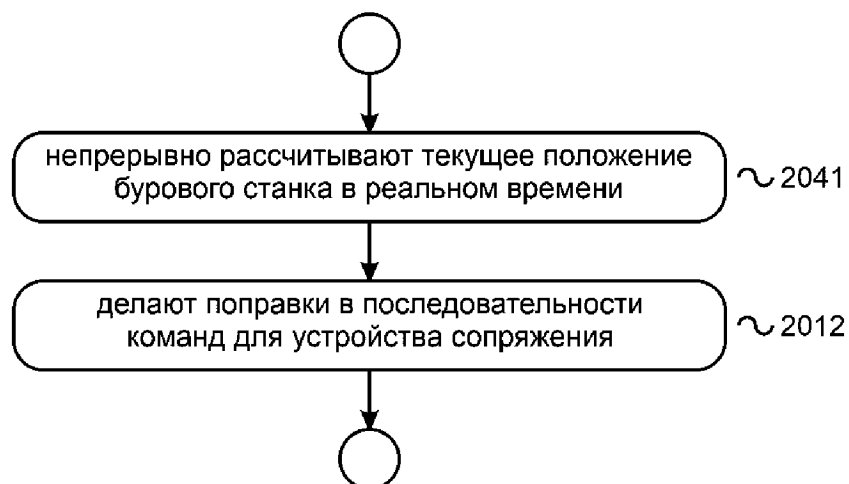 непрерывно рассчитывают текущее положение
бурового станка в реальном времени
2041
делают поправки в последовательности
команд для устройства сопряжения
2012